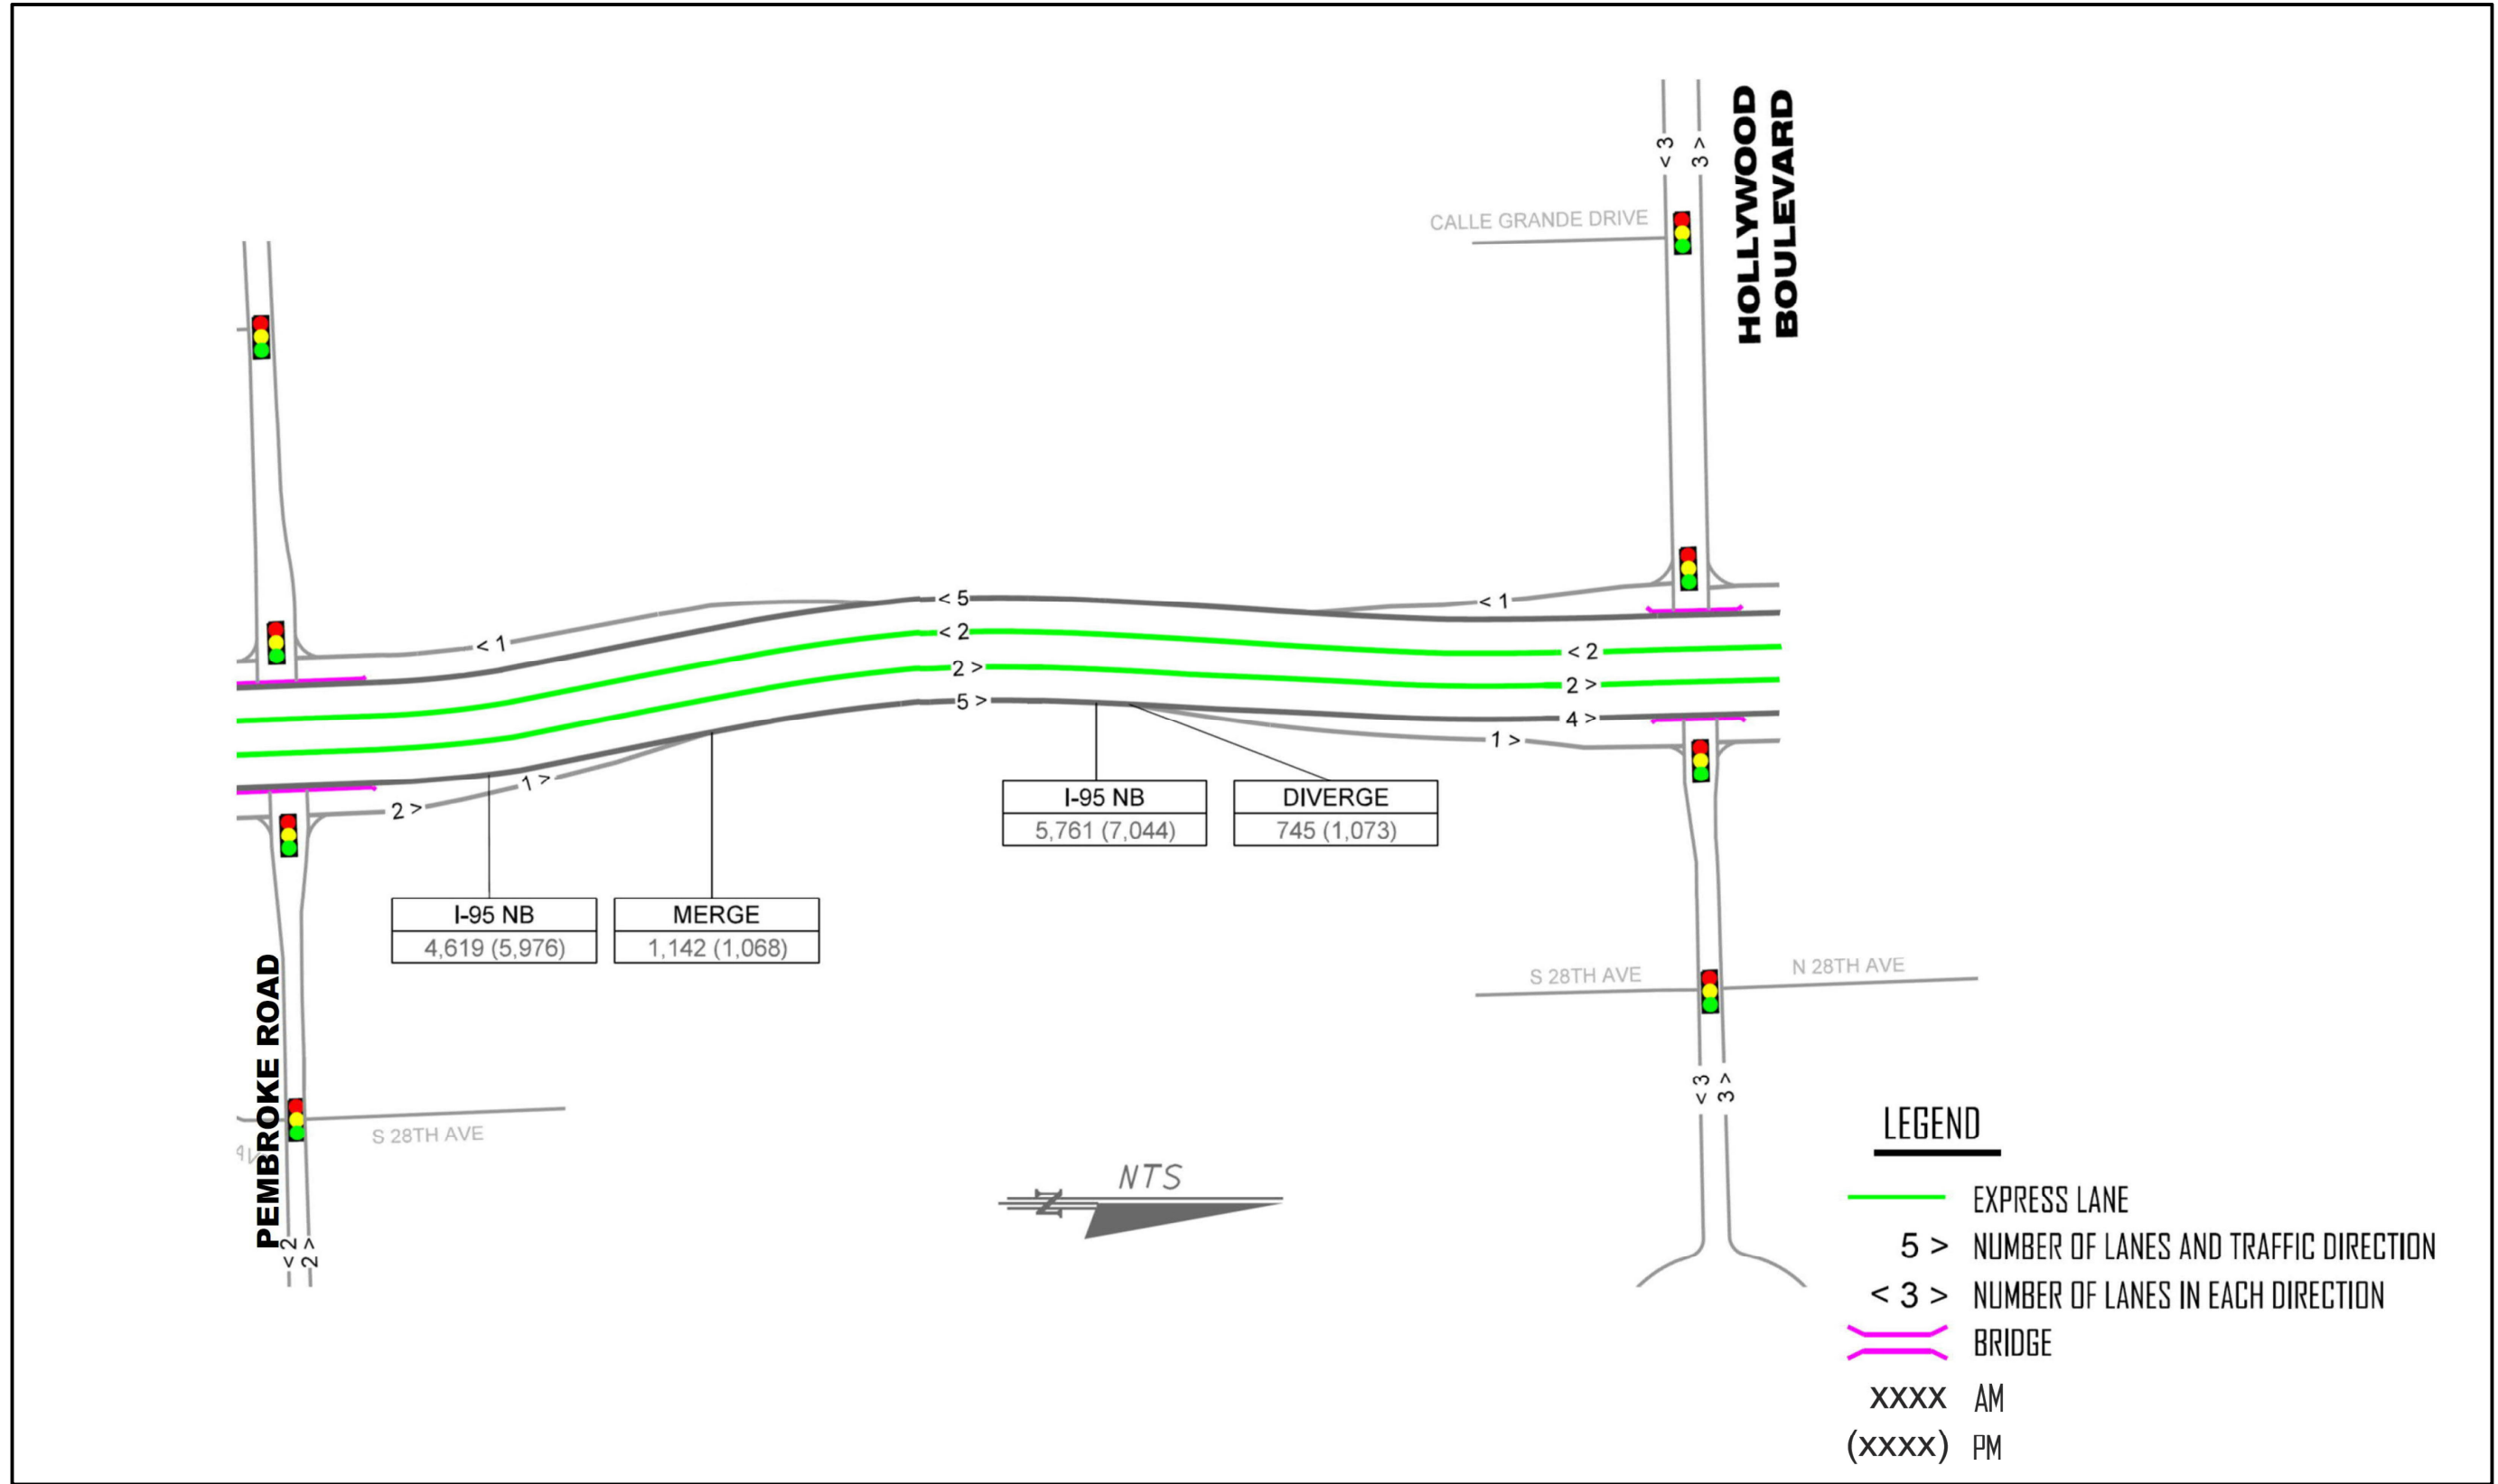 HOLLYWOOD
BOULEVARD
< 3
3 >
CALLE GRANDE DRIVE
< 5
< 1
< 1
< 2
< 2
2 >
2 >
5 >
4 >
1 >
1 >
2 >
I-95 NB
5,761 (7,044)
DIVERGE
745 (1,073)
I-95 NB
4,619 (5,976)
MERGE
1,142 (1,068)
PEMBROKE ROAD
S 28TH AVE
< 2
2 >
S 28TH AVE
N 28TH AVE
< 3
3 >
NTS
N
LEGEND
EXPRESS LANE
5 > NUMBER OF LANES AND TRAFFIC DIRECTION
< 3 > NUMBER OF LANES IN EACH DIRECTION
BRIDGE
XXXX AM
(XXXX) PM